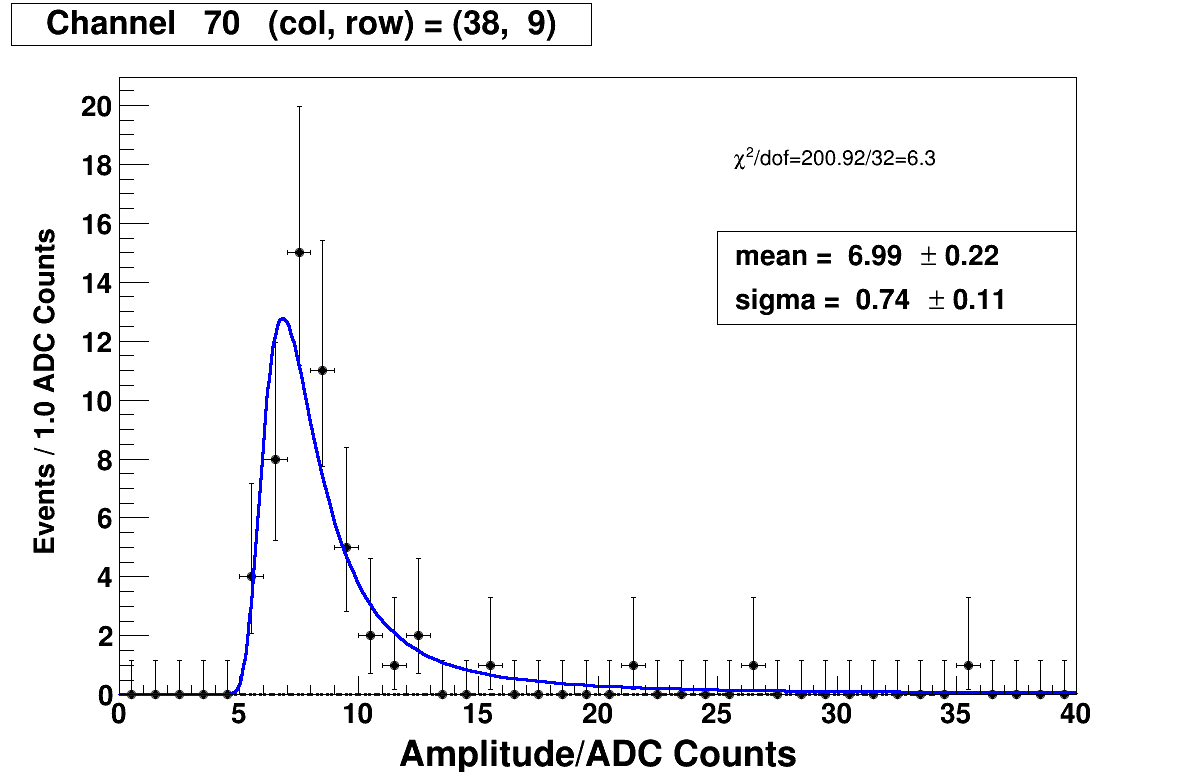 Channel 70 (col, row) = (38, 9)
20
18
16
14
12
10
8
6
4
2
0
Events / 1.0 ADC Counts
χ²/dof=200.92/32=6.3
mean = 6.99 ± 0.22
sigma = 0.74 ± 0.11
0 5 10 15 20 25 30 35 40
Amplitude/ADC Counts